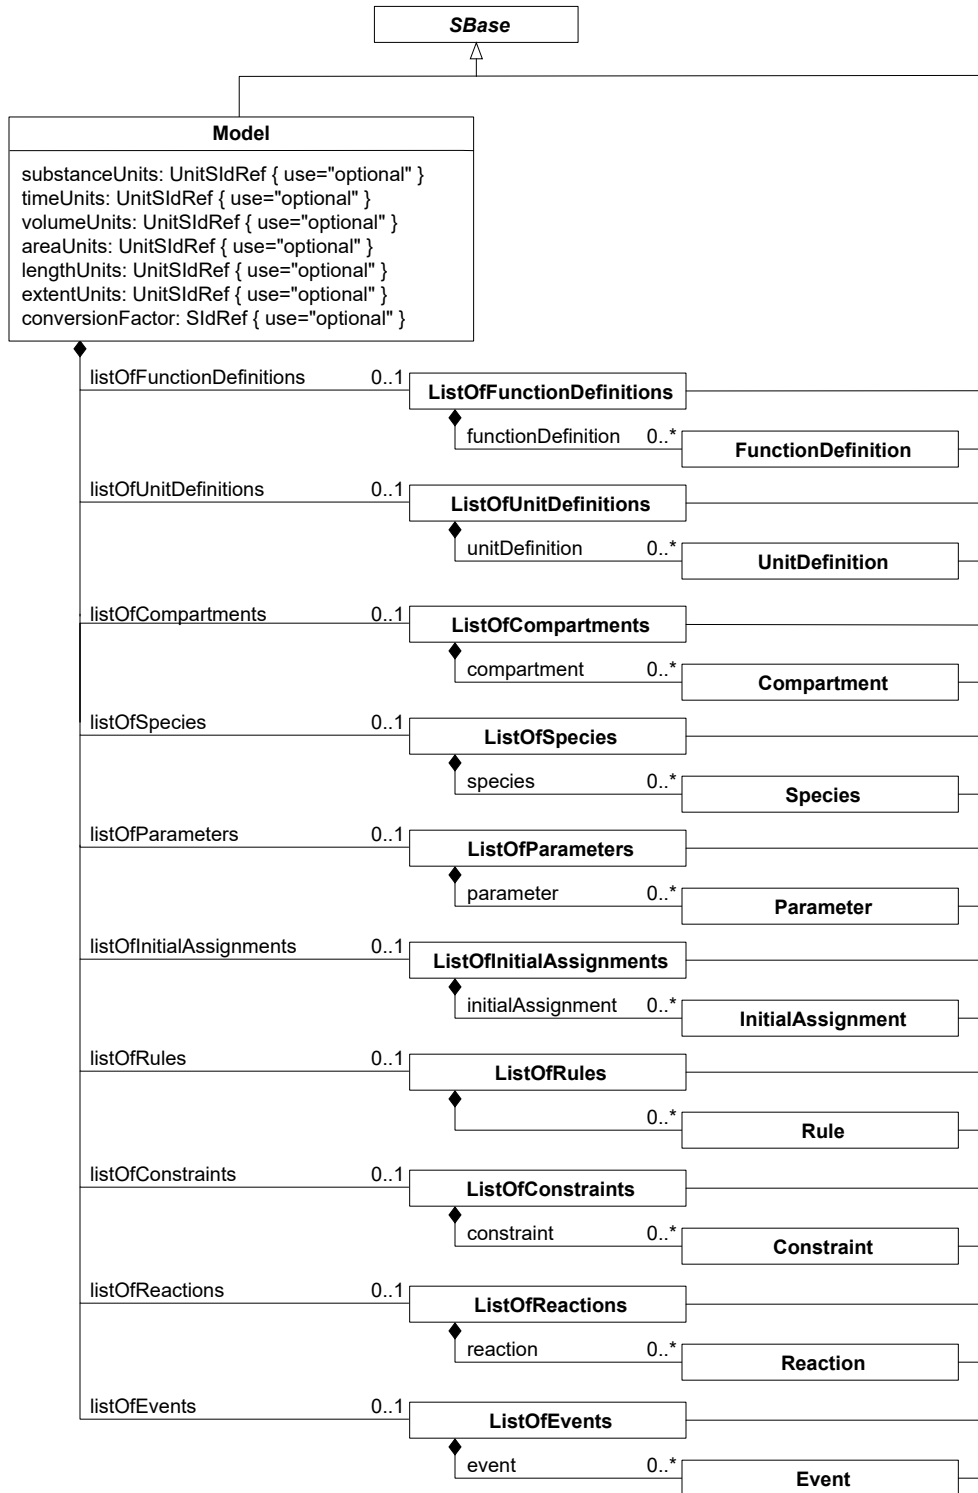 SBase
Model
substanceUnits: UnitSIdRef { use="optional" }
timeUnits: UnitSIdRef { use="optional" }
volumeUnits: UnitSIdRef { use="optional" }
areaUnits: UnitSIdRef { use="optional" }
lengthUnits: UnitSIdRef { use="optional" }
extentUnits: UnitSIdRef { use="optional" }
conversionFactor: SIdRef { use="optional" }
listOfFunctionDefinitions 0..1 ListOfFunctionDefinitions
functionDefinition 0..* FunctionDefinition
listOfUnitDefinitions 0..1 ListOfUnitDefinitions
unitDefinition 0..* UnitDefinition
listOfCompartments 0..1 ListOfCompartments
compartment 0..* Compartment
listOfSpecies 0..1 ListOfSpecies
species 0..* Species
listOfParameters 0..1 ListOfParameters
parameter 0..* Parameter
listOfInitialAssignments 0..1 ListOfInitialAssignments
initialAssignment 0..* InitialAssignment
listOfRules 0..1 ListOfRules
0..* Rule
listOfConstraints 0..1 ListOfConstraints
constraint 0..* Constraint
listOfReactions 0..1 ListOfReactions
reaction 0..* Reaction
listOfEvents 0..1 ListOfEvents
event 0..* Event